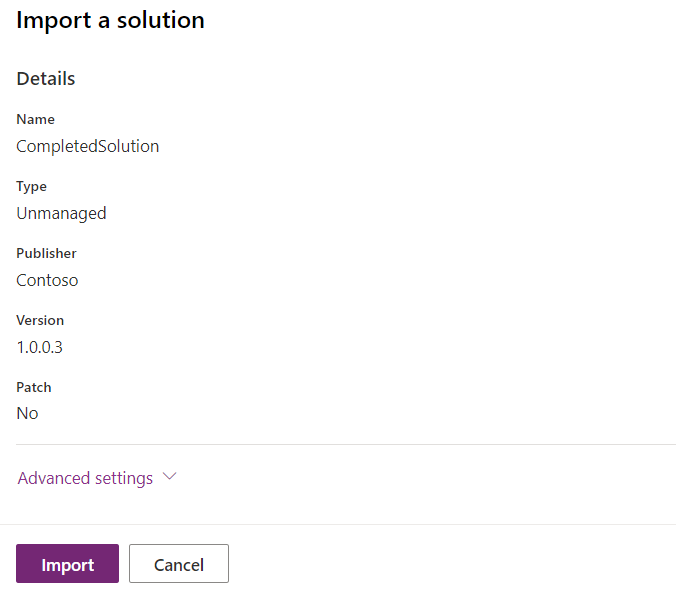 Import a solution
Details
Name
CompletedSolution
Type
Unmanaged
Publisher
Contoso
Version
1.0.0.3
Patch
No
Advanced settings
Import Cancel